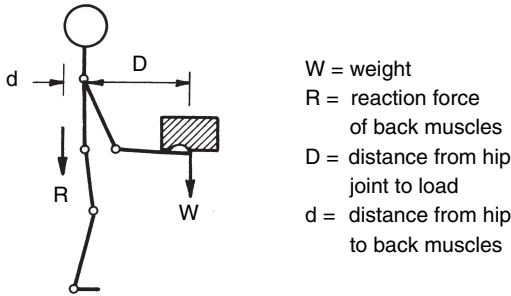 d
D
R
W
W = weight
R = reaction force
of back muscles
D = distance from hip
joint to load
d = distance from hip
to back muscles